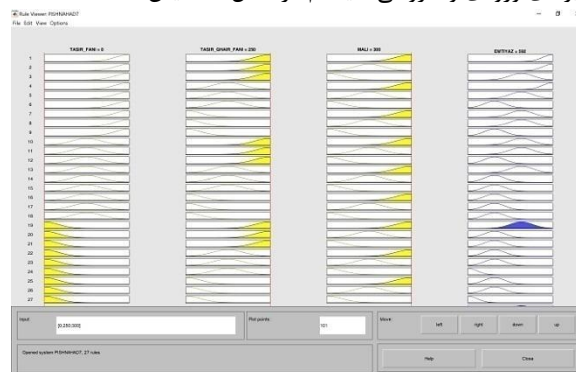 Rule Viewer: PISHNAHADT
File Edit View Options
TASIR_FANI = 0
TASIR_GHAIR_FANI = 250
MALI = 300
EMTIYAZ = 502
1
2
3
4
5
6
7
8
9
10
11
12
13
14
15
16
17
18
19
20
21
22
23
24
25
26
27
Input: [0;250;300]
Plot points: 101
Move: left right down up
Opened system PISHNAHADT, 27 rules
Help Close